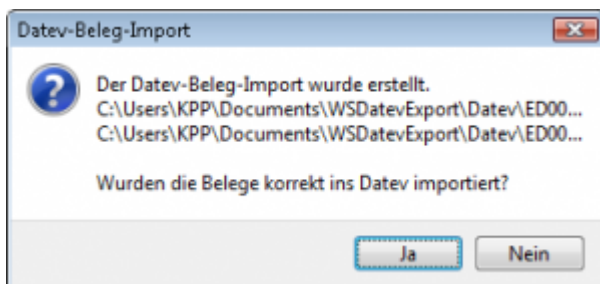 Datev-Beleg-Import
Der Datev-Beleg-Import wurde erstellt.
C:\Users\KPP\Documents\WSDatevExport\Datev\ED00...
C:\Users\KPP\Documents\WSDatevExport\Datev\ED00...
Wurden die Belege korrekt ins Datev importiert?
Ja Nein